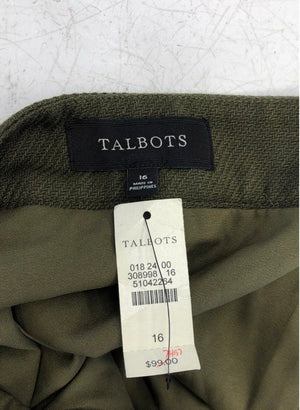 TALBOTS
16
MADE IN
PHILIPPINES
TALBOTS
018 24 00
308998 16
51042264
16
$99.00